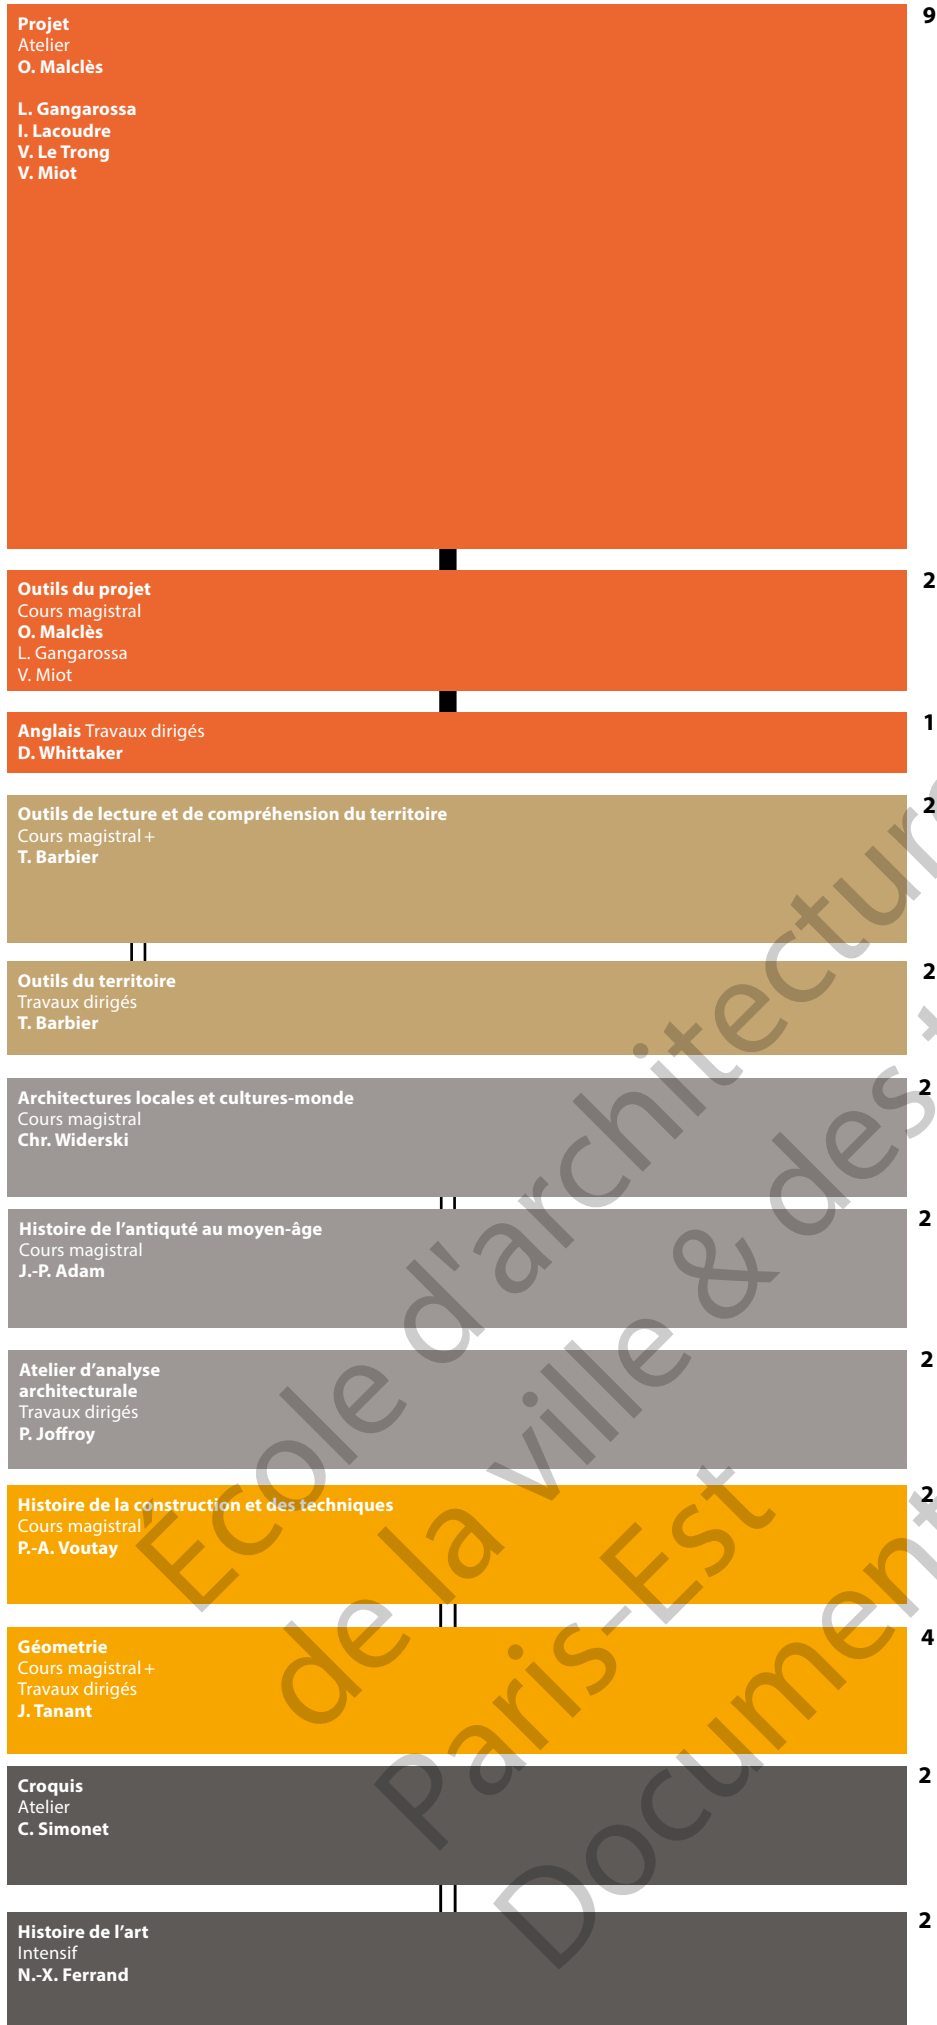 Projet
9
Atelier
O. Malclès
L. Gangarossa
I. Lacoudre
V. Le Trong
V. Miot
Outils du projet
2
Cours magistral
O. Malclès
L. Gangarossa
V. Miot
Anglais Travaux dirigés
1
D. Whittaker
Outils de lecture et de compréhension du territoire
2
Cours magistral +
T. Barbier
Outils du territoire
2
Travaux dirigés
T. Barbier
Architectures locales et cultures-monde
2
Cours magistral
Chr. Widerski
Histoire de l’antiquté au moyen-âge
2
Cours magistral
J.-P. Adam
Atelier d’analyse
2
architecturale
Travaux dirigés
P. Joffroy
Histoire de la construction et des techniques
2
Cours magistral
P.-A. Voutay
Géometrie
4
Cours magistral +
Travaux dirigés
J. Tanant
Croquis
2
Atelier
C. Simonet
Histoire de l’art
2
Intensif
N.-X. Ferrand
École d'architecture
de la ville & des
Paris-Est
Document